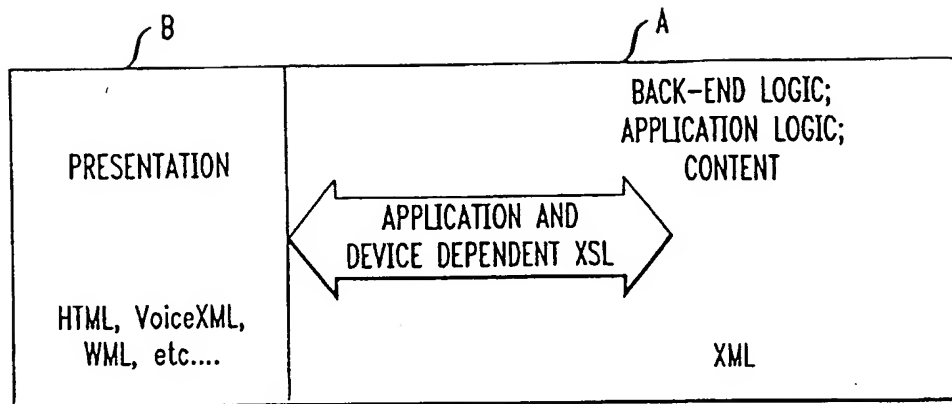 B
A
PRESENTATION
HTML, VoiceXML,
WML, etc....
APPLICATION AND
DEVICE DEPENDENT XSL
BACK-END LOGIC;
APPLICATION LOGIC;
CONTENT
XML